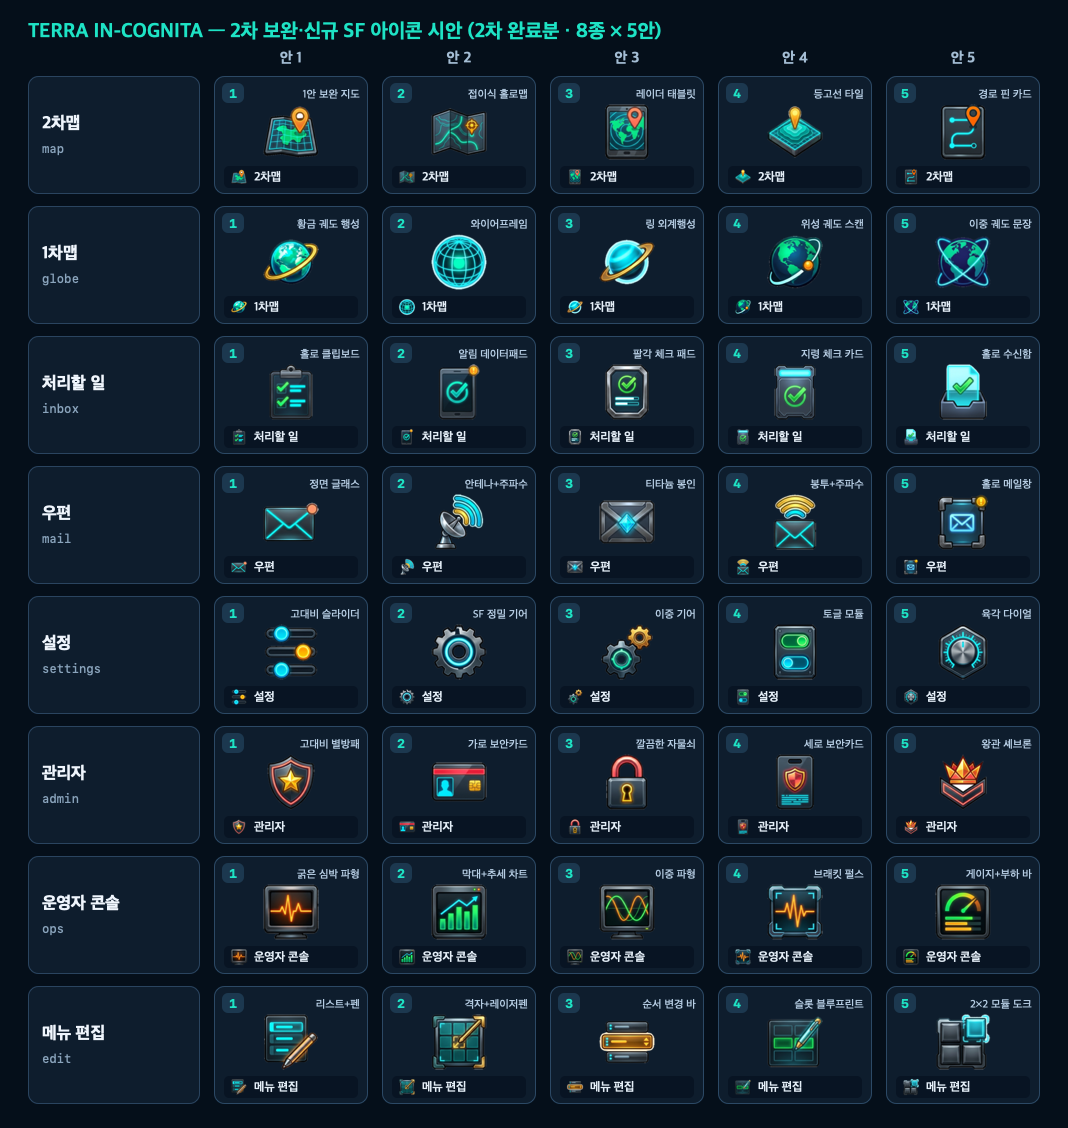 TERRA IN-COGNITA — 2차 보완·신규 SF 아이콘 시안 (2차 완료분 · 8종 × 5안)
안 1 안 2 안 3 안 4 안 5
2차맵
map
1 1안 보완 지도
2차맵
2 접이식 홀로맵
2차맵
3 레이더 태블릿
2차맵
4 등고선 타일
2차맵
5 경로 핀 카드
2차맵
1차맵
globe
1 황금 궤도 행성
1차맵
2 와이어프레임
1차맵
3 링 외계행성
1차맵
4 위성 궤도 스캔
1차맵
5 이중 궤도 문장
1차맵
처리할 일
inbox
1 홀로 클립보드
처리할 일
2 알림 데이터패드
처리할 일
3 팔각 체크 패드
처리할 일
4 지령 체크 카드
처리할 일
5 홀로 수신함
처리할 일
우편
mail
1 정면 글래스
우편
2 안테나+주파수
우편
3 티타늄 봉인
우편
4 봉투+주파수
우편
5 홀로 메일창
우편
설정
settings
1 고대비 슬라이더
설정
2 SF 정밀 기어
설정
3 이중 기어
설정
4 토글 모듈
설정
5 육각 다이얼
설정
관리자
admin
1 고대비 별방패
관리자
2 가로 보안카드
관리자
3 깔끔한 자물쇠
관리자
4 세로 보안카드
관리자
5 왕관 셰브론
관리자
운영자 콘솔
ops
1 굵은 심박 파형
운영자 콘솔
2 막대+추세 차트
운영자 콘솔
3 이중 파형
운영자 콘솔
4 브래킷 펄스
운영자 콘솔
5 게이지+부하 바
운영자 콘솔
메뉴 편집
edit
1 리스트+펜
메뉴 편집
2 격자+레이저펜
메뉴 편집
3 순서 변경 바
메뉴 편집
4 슬롯 블루프린트
메뉴 편집
5 2×2 모듈 도크
메뉴 편집